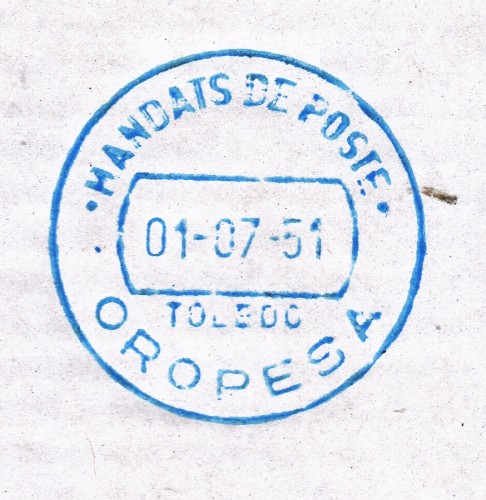 MANDATS DE POSTE
01-07-51
TOLEDO
OROPESA